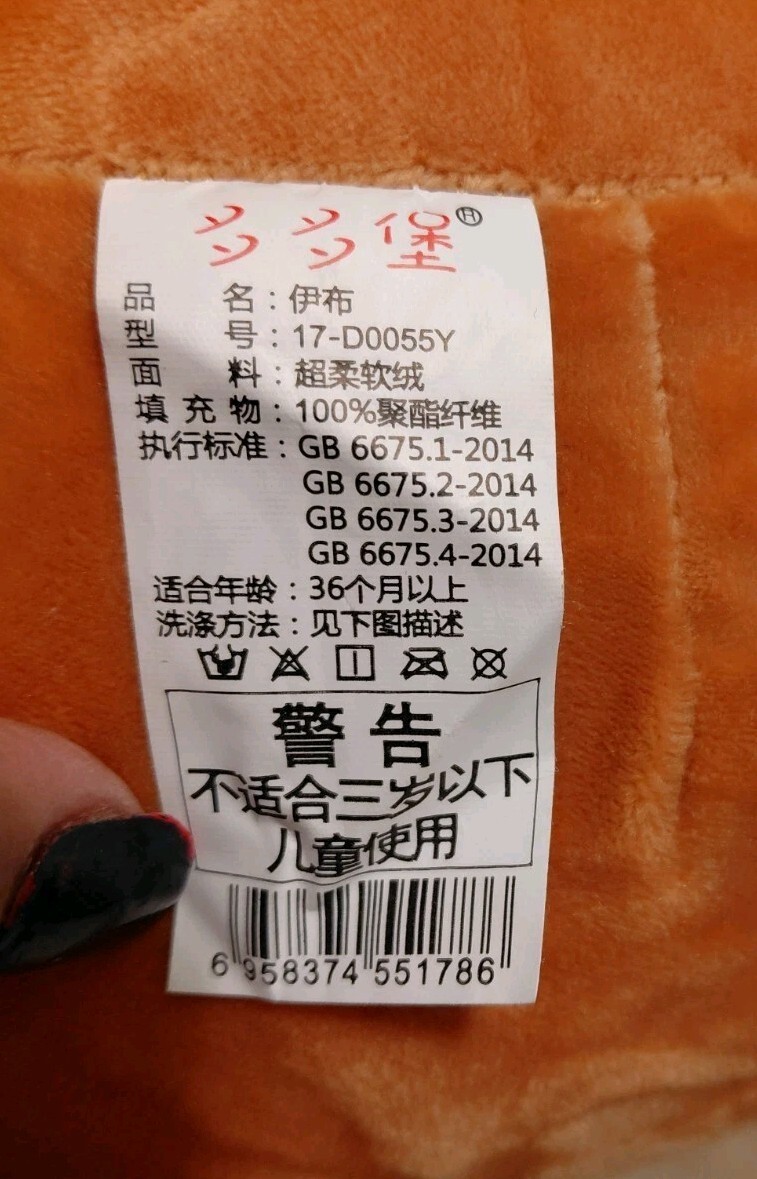 多多堡®
品 名：伊布
型 号：17-D0055Y
面 料：超柔软绒
填 充 物：100%聚酯纤维
执行标准：GB 6675.1-2014
GB 6675.2-2014
GB 6675.3-2014
GB 6675.4-2014
适合年龄：36个月以上
洗涤方法：见下图描述
警告
不适合三岁以下
儿童使用
6 958374 551786